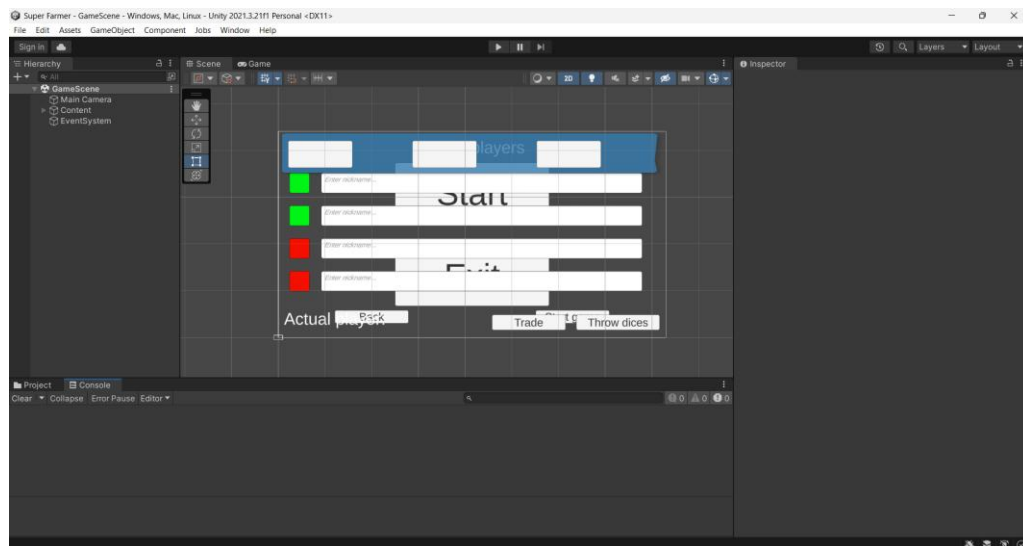 Super Farmer - GameScene - Windows, Mac, Linux - Unity 2021.3.21f1 Personal <DX11>
File Edit Assets GameObject Component Jobs Window Help
Sign in
Layers Layout
Hierarchy
Scene Game
Inspector
All
2D
GameScene
Main Camera
Content
EventSystem
players
Enter nickname...
Start
Enter nickname...
Enter nickname...
Exit
Enter nickname...
Actual player:
Back
Trade
Throw dices
Project Console
Clear Collapse Error Pause Editor
0 0 0